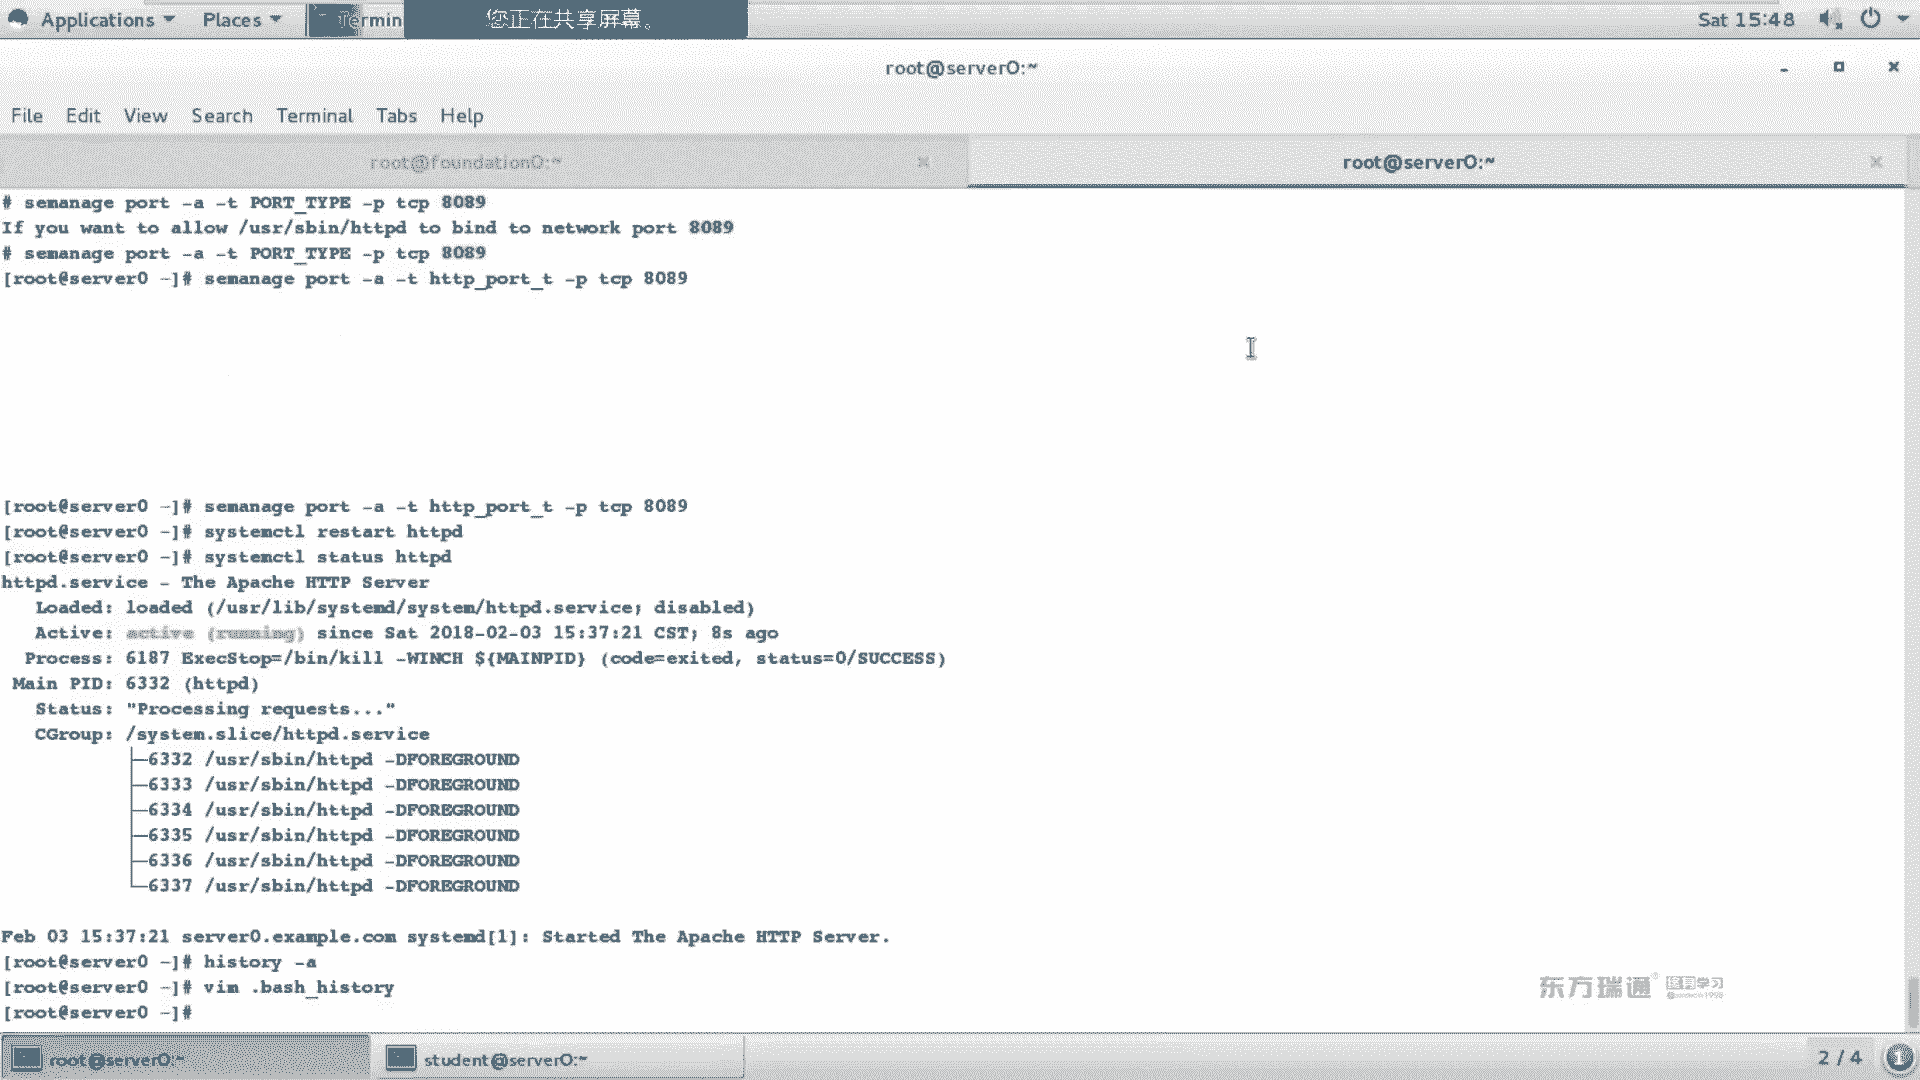 Applications Places Termin 您正在共享屏幕。 Sat 15:48
root@server0:~
File Edit View Search Terminal Tabs Help
root@foundation0:~ root@server0:~
# semanage port -a -t PORT_TYPE -p tcp 8089
If you want to allow /usr/sbin/httpd to bind to network port 8089
# semanage port -a -t PORT_TYPE -p tcp 8089
[root@server0 ~]# semanage port -a -t http_port_t -p tcp 8089
[root@server0 ~]# semanage port -a -t http_port_t -p tcp 8089
[root@server0 ~]# systemctl restart httpd
[root@server0 ~]# systemctl status httpd
httpd.service - The Apache HTTP Server
Loaded: loaded (/usr/lib/systemd/system/httpd.service; disabled)
Active: active (running) since Sat 2018-02-03 15:37:21 CST; 8s ago
Process: 6187 ExecStop=/bin/kill -WINCH ${MAINPID} (code=exited, status=0/SUCCESS)
Main PID: 6332 (httpd)
Status: "Processing requests..."
CGroup: /system.slice/httpd.service
├─6332 /usr/sbin/httpd -DFOREGROUND
├─6333 /usr/sbin/httpd -DFOREGROUND
├─6334 /usr/sbin/httpd -DFOREGROUND
├─6335 /usr/sbin/httpd -DFOREGROUND
├─6336 /usr/sbin/httpd -DFOREGROUND
└─6337 /usr/sbin/httpd -DFOREGROUND
Feb 03 15:37:21 server0.example.com systemd[1]: Started The Apache HTTP Server.
[root@server0 ~]# history -a
[root@server0 ~]# vim .bash_history
[root@server0 ~]#
东方瑞通
root@server0:~ student@server0:~ 2 / 4 1